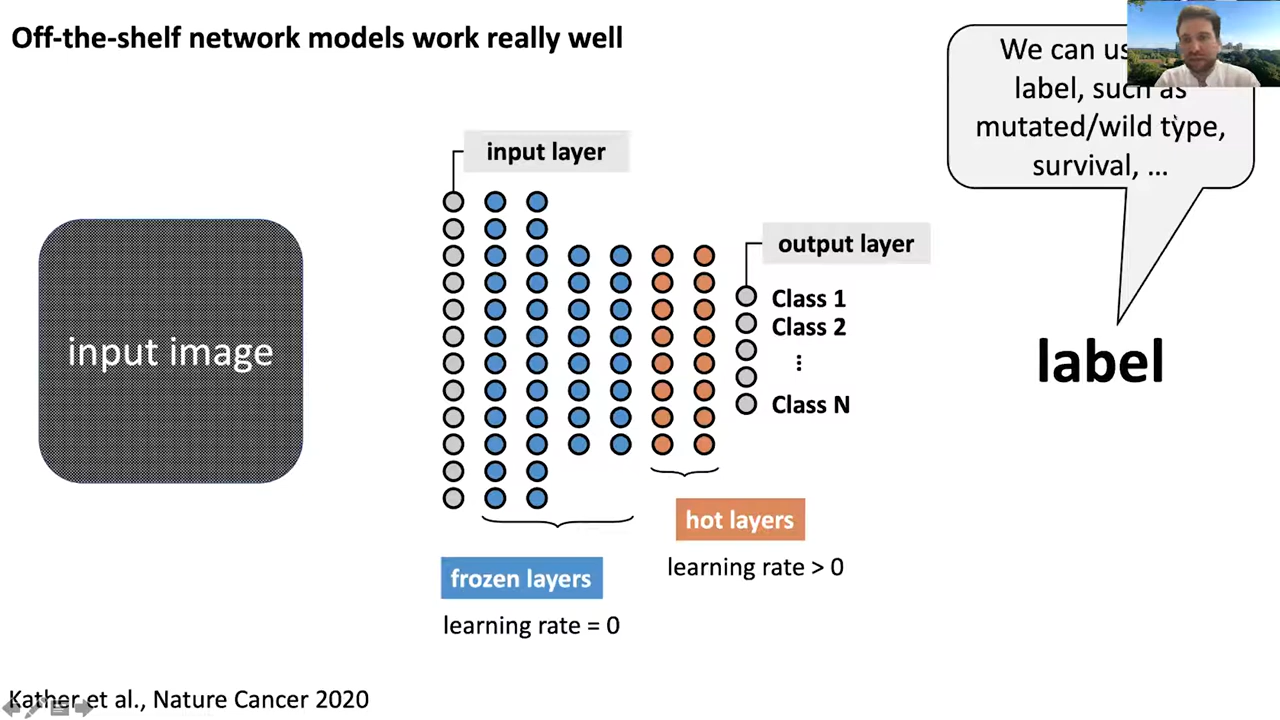 Off-the-shelf network models work really well
We can us
label, such as
mutated/wild type,
survival, ...
input layer
output layer
input image
Class 1
Class 2
⋮
Class N
label
hot layers
learning rate > 0
frozen layers
learning rate = 0
Kather et al., Nature Cancer 2020